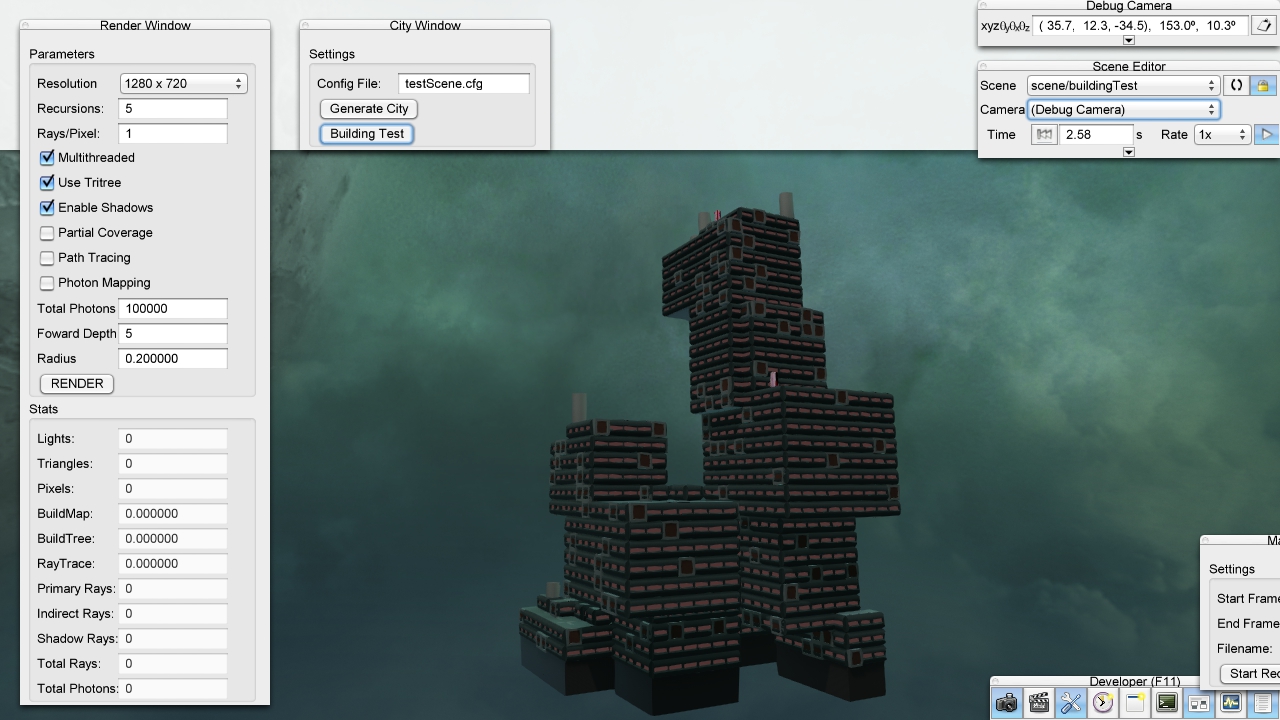 Render Window
Parameters
Resolution 1280 x 720
Recursions: 5
Rays/Pixel: 1
Multithreaded
Use Tritree
Enable Shadows
Partial Coverage
Path Tracing
Photon Mapping
Total Photons 100000
Foward Depth 5
Radius 0.200000
RENDER
Stats
Lights: 0
Triangles: 0
Pixels: 0
BuildMap: 0.000000
BuildTree: 0.000000
RayTrace: 0.000000
Primary Rays: 0
Indirect Rays: 0
Shadow Rays: 0
Total Rays: 0
Total Photons: 0
City Window
Settings
Config File: testScene.cfg
Generate City
Building Test
Debug Camera
( 35.7, 12.3, -34.5), 153.0º, 10.3º
Scene Editor
Scene scene/buildingTest
Camera (Debug Camera)
Time 2.58 s Rate 1x
Settings
Start Frame
End Frame
Filename:
Start Rec
Developer (F11)